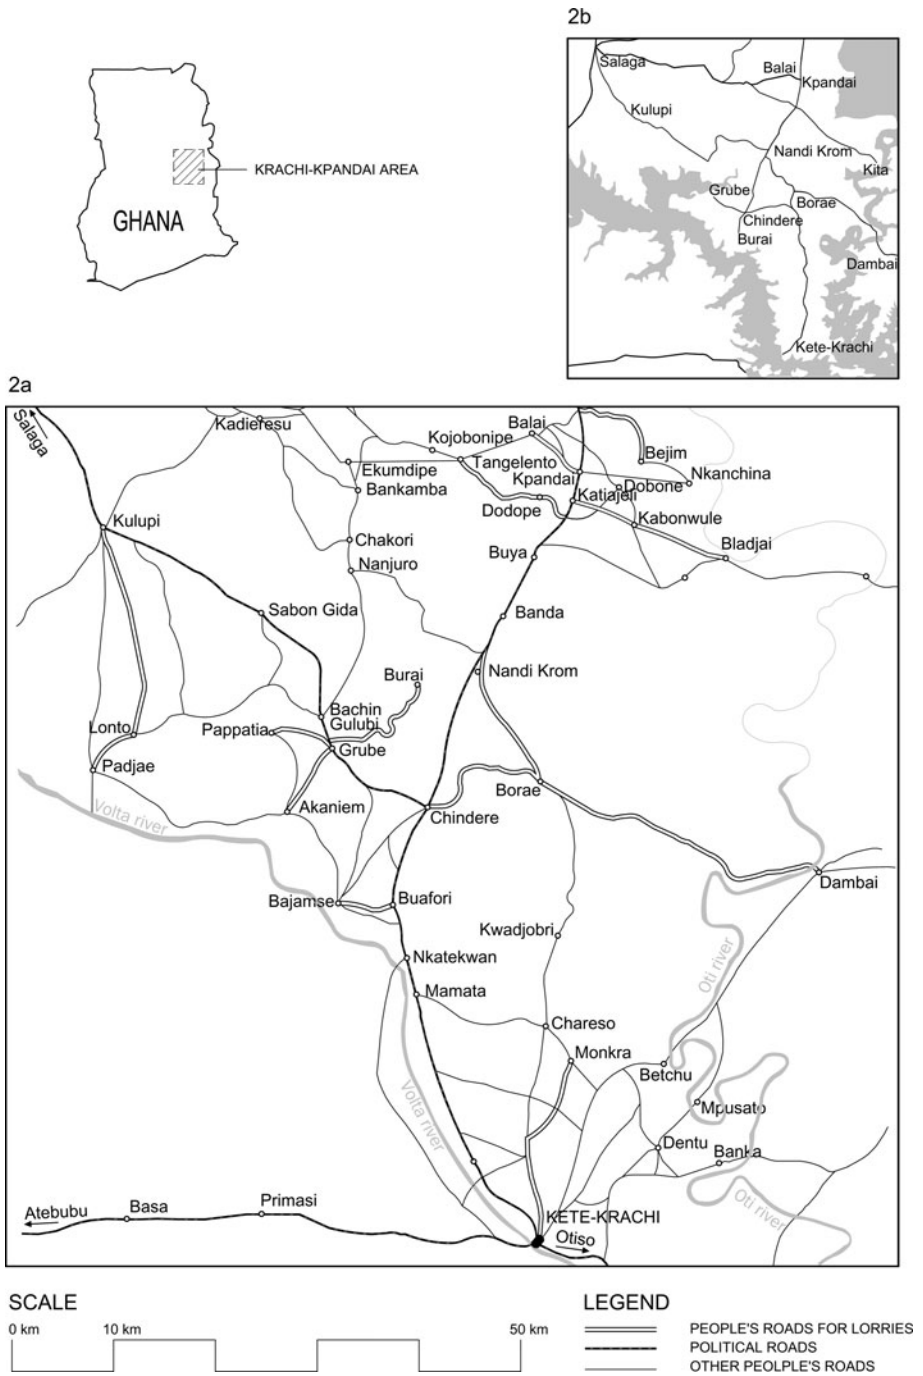 2b
Salaga
Balai
Kpandai
Kulupi
Nandi Krom
Kita
Grube
Borae
Chindere
Burai
Dambai
Kete-Krachi
KRACHI-KPANDAI AREA
GHANA
2a
Salaga
Kadieresu
Kojobonipe
Balai
Bejim
Ekumdipe
Tangelento
Kpandai
Nkanchina
Bankamba
Dobone
Dodope
Katiajeli
Kulupi
Kabonwule
Chakori
Buya
Bladjai
Nanjuro
Sabon Gida
Banda
Burai
Nandi Krom
Bachin
Gulubi
Lonto
Pappatia
Grube
Padjae
Borae
Akaniem
Chindere
Volta river
Dambai
Bajamse
Buafori
Kwadjobri
Nkatekwan
Oti river
Mamata
Chareso
Monkra
Betchu
Volta river
Mpusato
Dentu
Banka
Oti river
Atebubu
Basa
Primasi
KETE-KRACHI
Otiso
SCALE
0 km
10 km
50 km
LEGEND
PEOPLE'S ROADS FOR LORRIES
POLITICAL ROADS
OTHER PEOLPLE'S ROADS